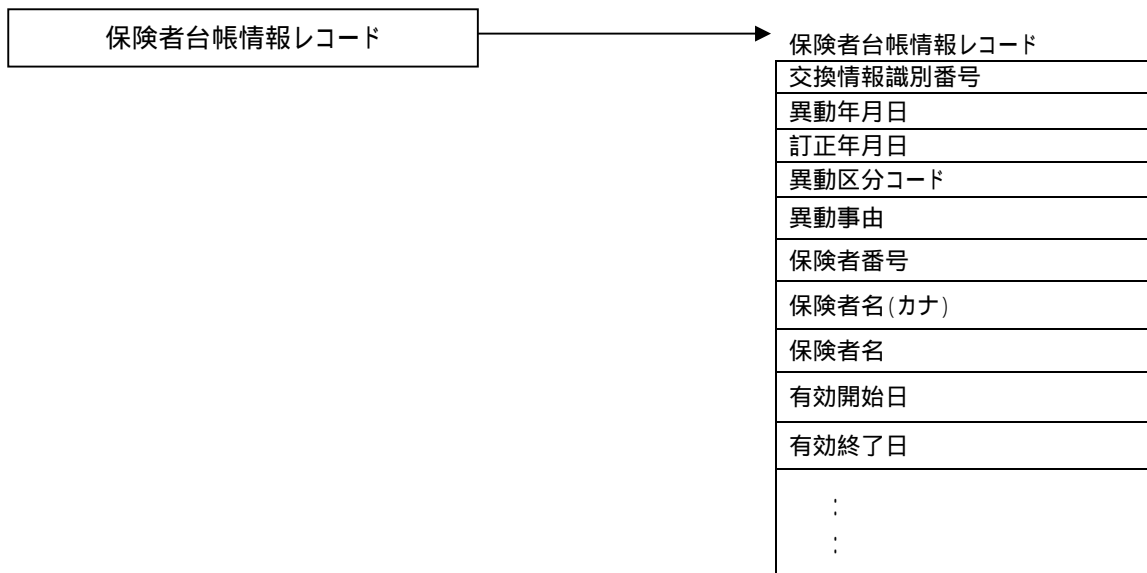 保険者台帳情報レコード
保険者台帳情報レコード
交換情報識別番号
異動年月日
訂正年月日
異動区分コード
異動事由
保険者番号
保険者名(カナ)
保険者名
有効開始日
有効終了日
:
: